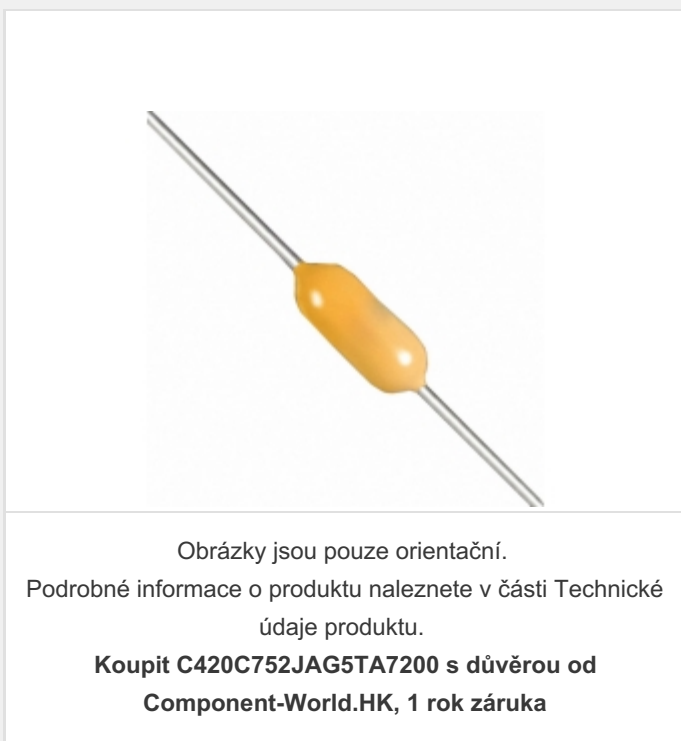 Obrázky jsou pouze orientační.
Podrobné informace o produktu naleznete v části Technické
údaje produktu.
Koupit C420C752JAG5TA7200 s důvěrou od
Component-World.HK, 1 rok záruka